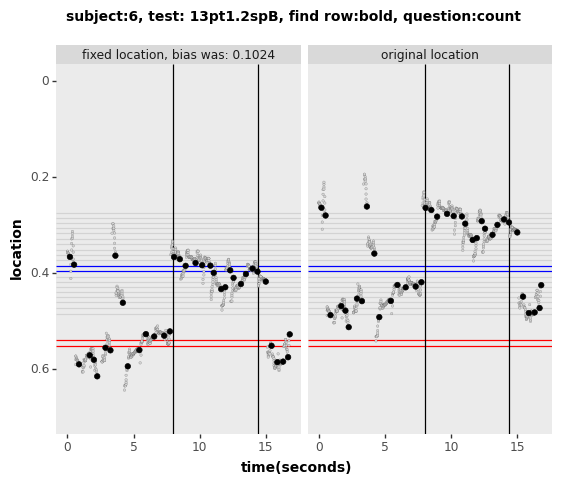 subject:6, test: 13pt1.2spB, find row:bold, question:count
fixed location, bias was: 0.1024
original location
0
0.2
0.4
0.6
location
0 5 10 15
0 5 10 15
time(seconds)